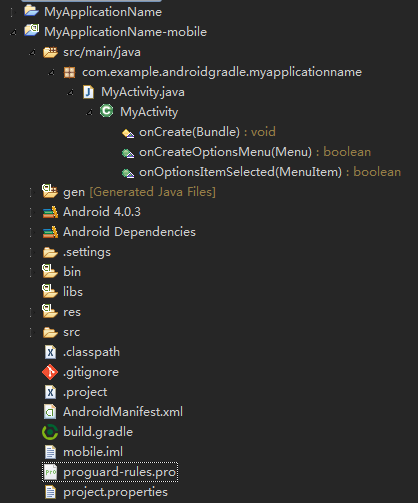 MyApplicationName
MyApplicationName-mobile
src/main/java
com.example.androidgradle.myapplicationname
MyActivity.java
MyActivity
onCreate(Bundle) : void
onCreateOptionsMenu(Menu) : boolean
onOptionsItemSelected(MenuItem) : boolean
gen [Generated Java Files]
Android 4.0.3
Android Dependencies
.settings
bin
libs
res
src
.classpath
.gitignore
.project
AndroidManifest.xml
build.gradle
mobile.iml
proguard-rules.pro
project.properties